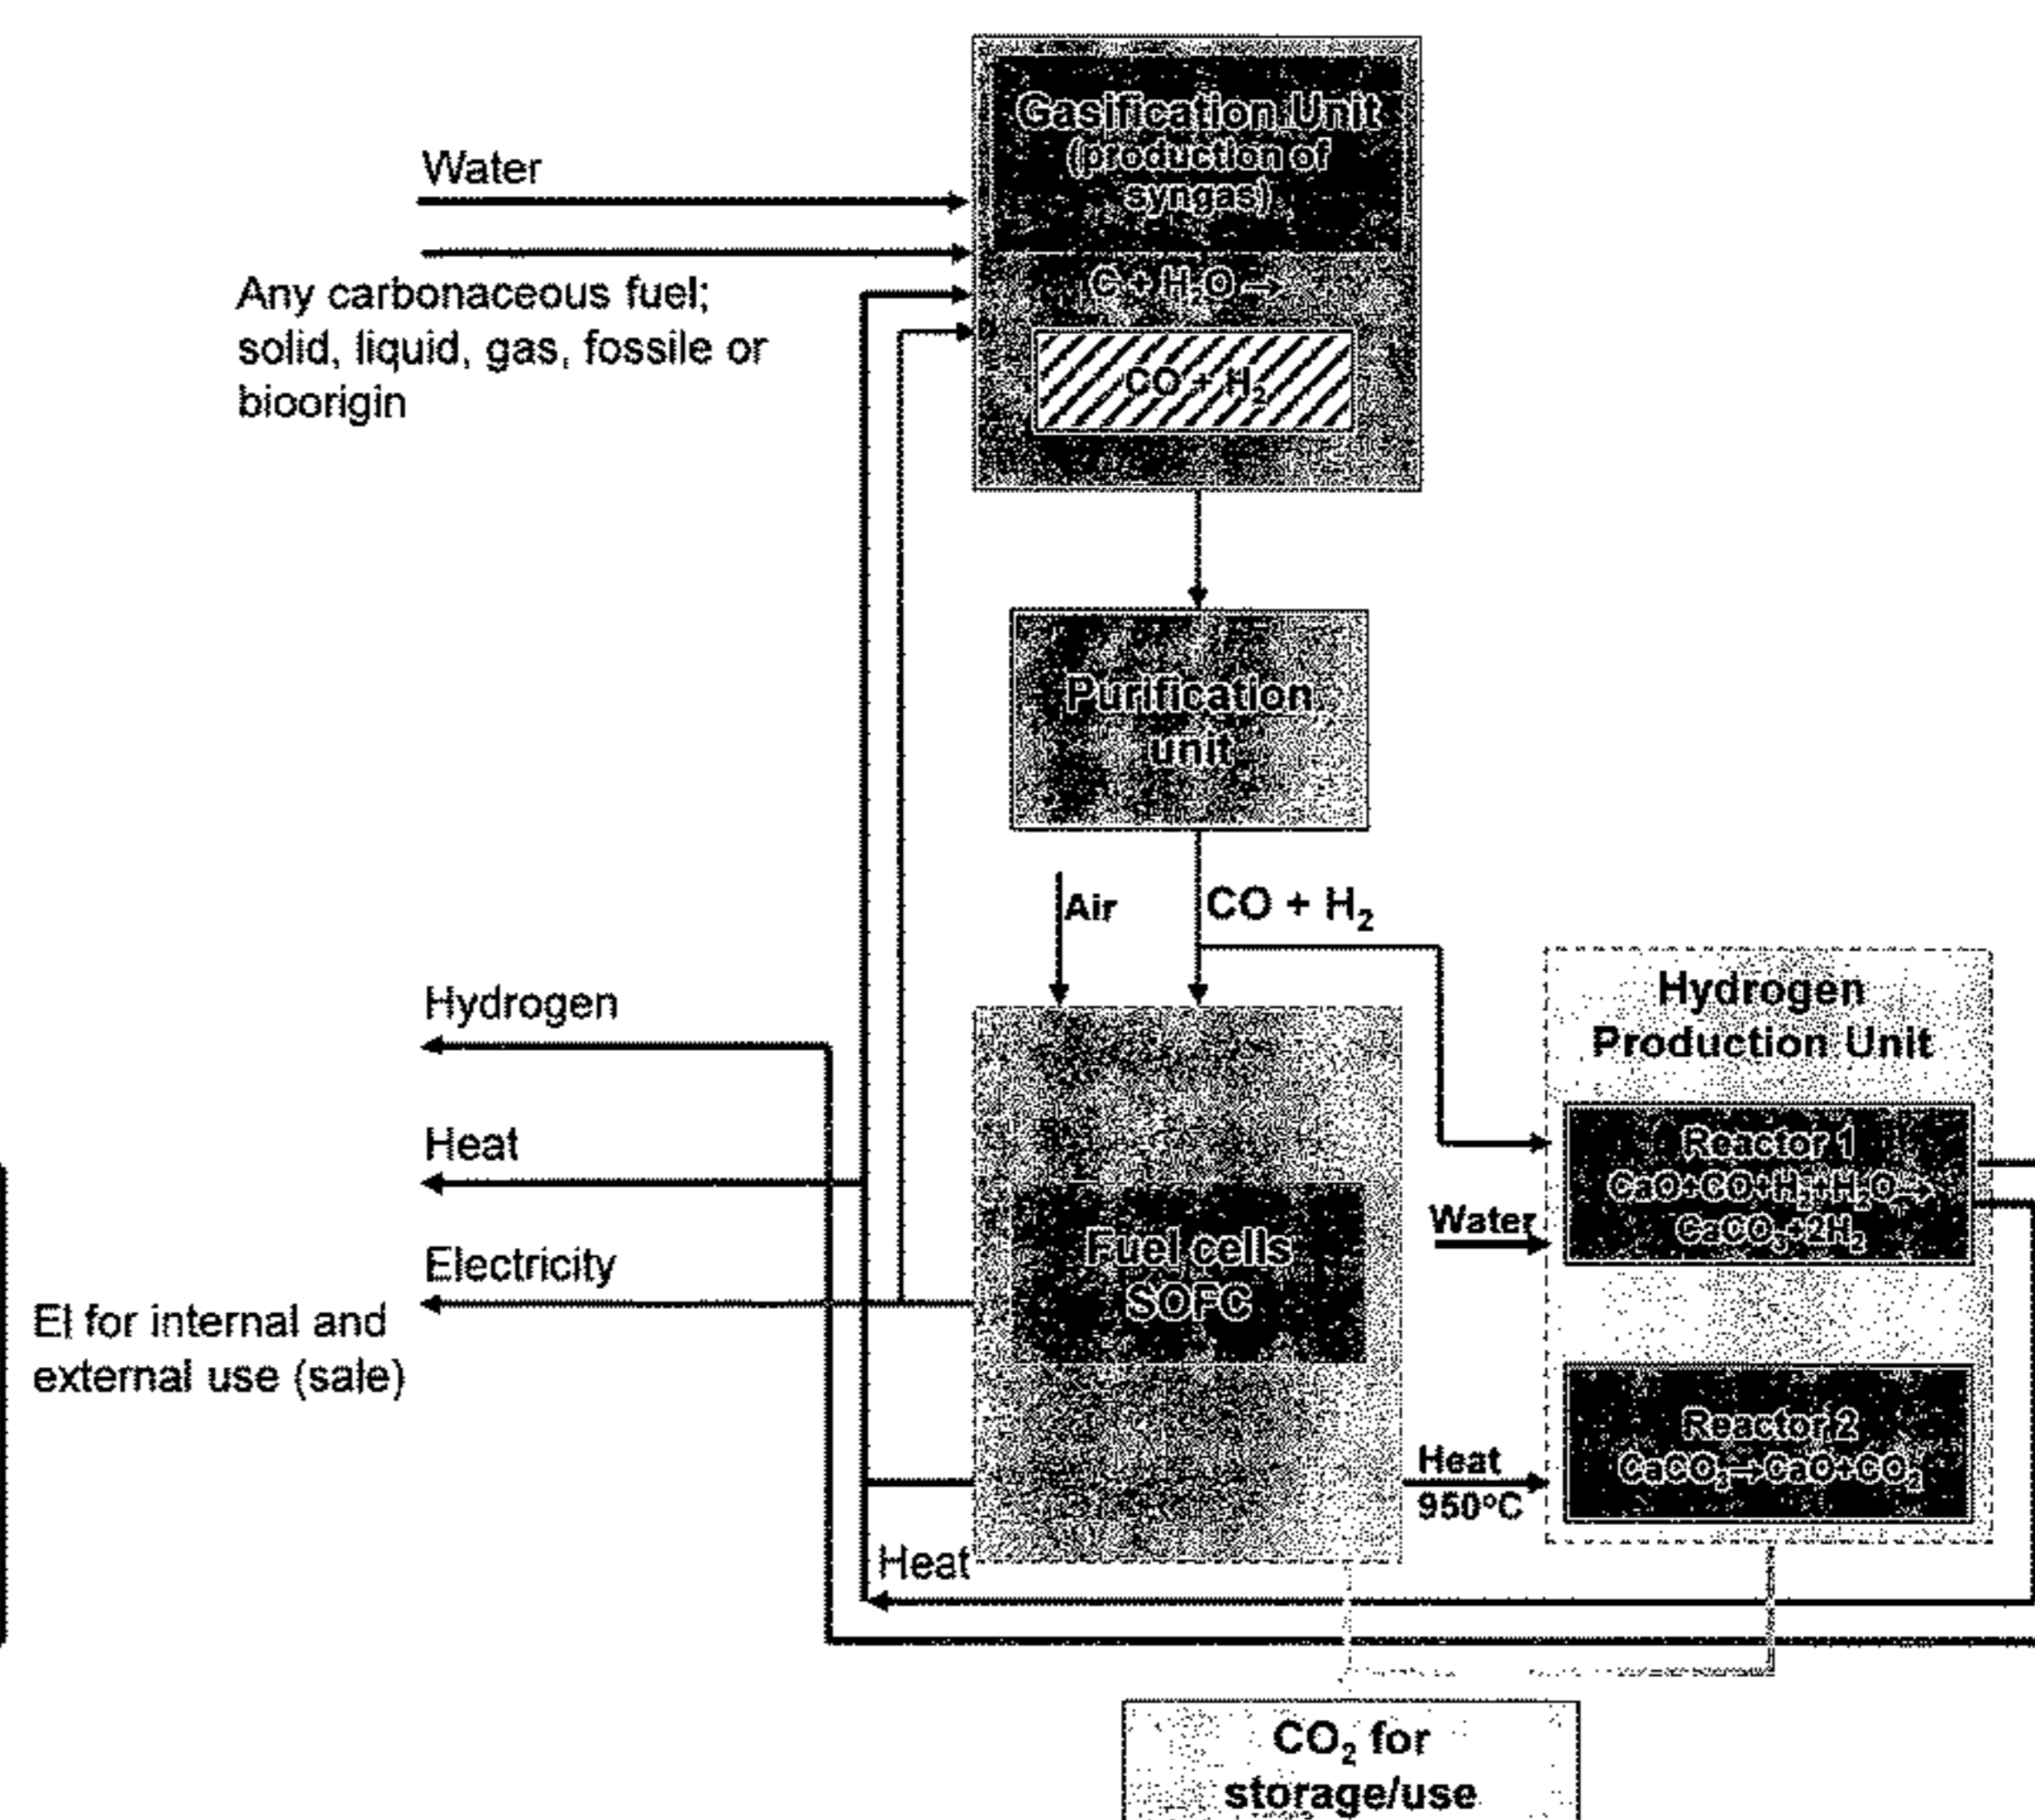 Gasification Unit
(production of
syngas)
Water
Any carbonaceous fuel;
solid, liquid, gas, fossile or
bioorigin
C + H₂O →
CO + H₂
Purification
unit
Air
CO + H₂
Hydrogen
Heat
Electricity
El for internal and
external use (sale)
Fuel cells
SOFC
Hydrogen
Production Unit
Reactor 1
CaO+CO+H₂+H₂O→
CaCO₃+2H₂
Water
Reactor 2
CaCO₃→CaO+CO₂
Heat
950°C
Heat
CO₂ for
storage/use